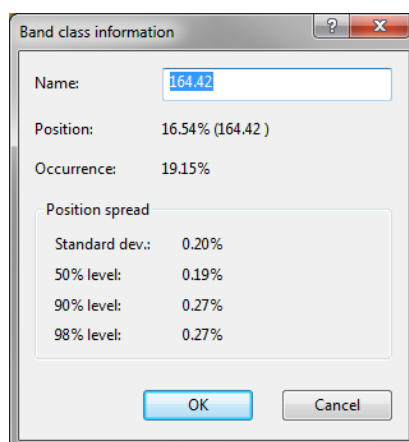 Band class information
Name: 164.42
Position: 16.54% (164.42 )
Occurrence: 19.15%
Position spread
Standard dev.: 0.20%
50% level: 0.19%
90% level: 0.27%
98% level: 0.27%
OK Cancel